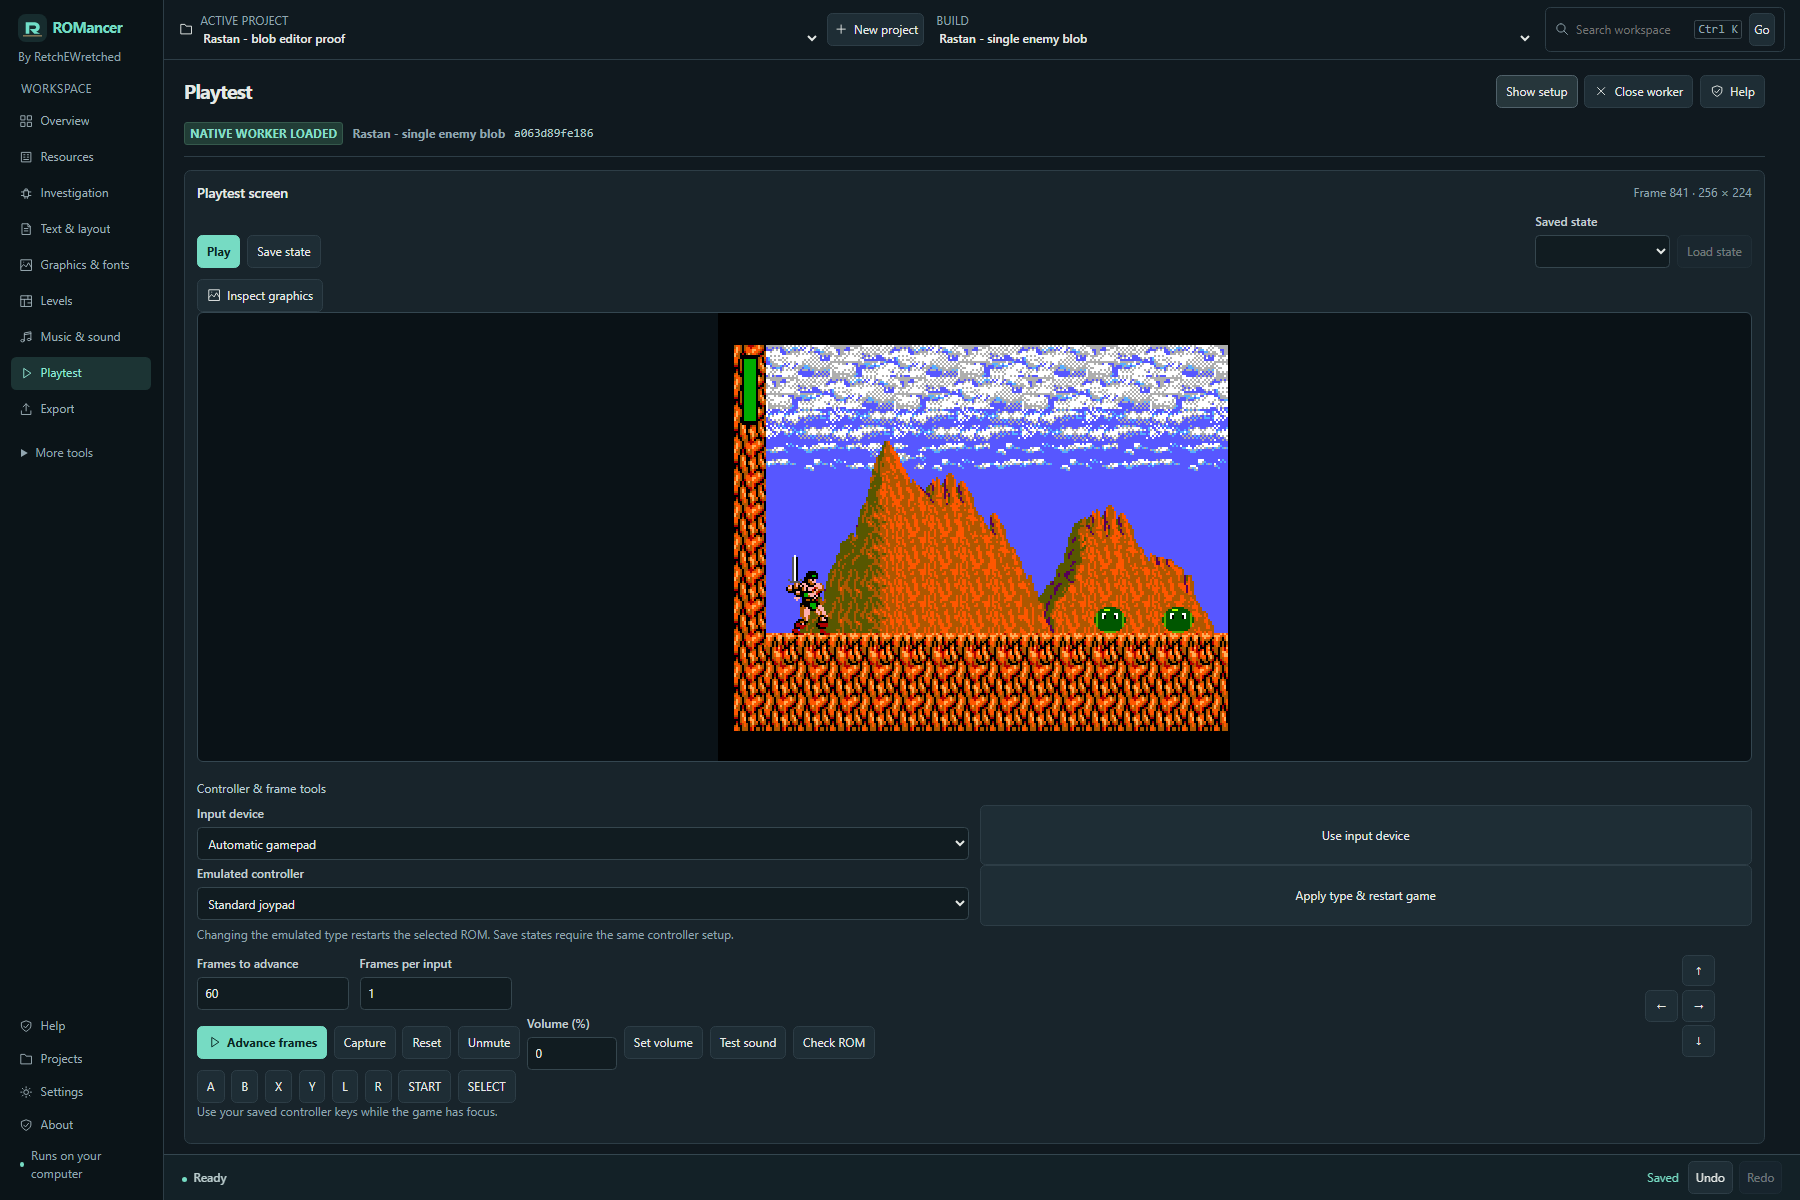 ROMancer
By RetchEWretched
WORKSPACE
Overview
Resources
Investigation
Text & layout
Graphics & fonts
Levels
Music & sound
Playtest
Export
More tools
Help
Projects
Settings
About
Runs on your
computer
ACTIVE PROJECT
Rastan - blob editor proof
New project
BUILD
Rastan - single enemy blob
Search workspace
Ctrl K
Go
Playtest
Show setup
Close worker
Help
NATIVE WORKER LOADED Rastan - single enemy blob a063d89fe186
Playtest screen
Frame 841 · 256 × 224
Saved state
Play
Save state
Load state
Inspect graphics
Controller & frame tools
Input device
Automatic gamepad
Use input device
Emulated controller
Standard joypad
Apply type & restart game
Changing the emulated type restarts the selected ROM. Save states require the same controller setup.
Frames to advance
Frames per input
60
1
↑
← →
↓
Advance frames
Capture
Reset
Unmute
Volume (%)
0
Set volume
Test sound
Check ROM
A B X Y L R START SELECT
Use your saved controller keys while the game has focus.
Ready
Saved
Undo
Redo